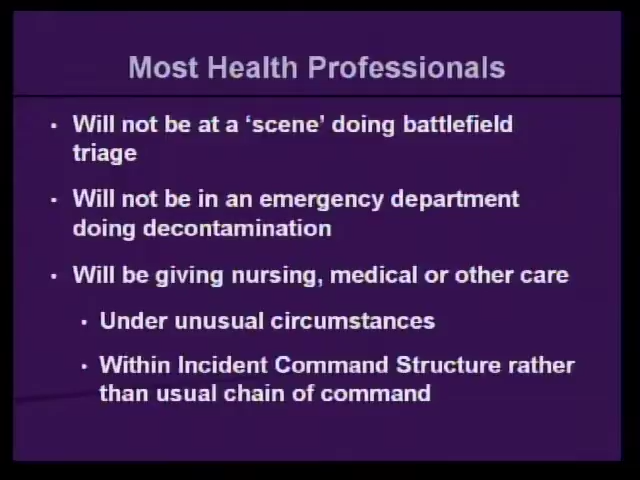 Most Health Professionals
• Will not be at a ‘scene’ doing battlefield
triage
• Will not be in an emergency department
doing decontamination
• Will be giving nursing, medical or other care
• Under unusual circumstances
• Within Incident Command Structure rather
than usual chain of command